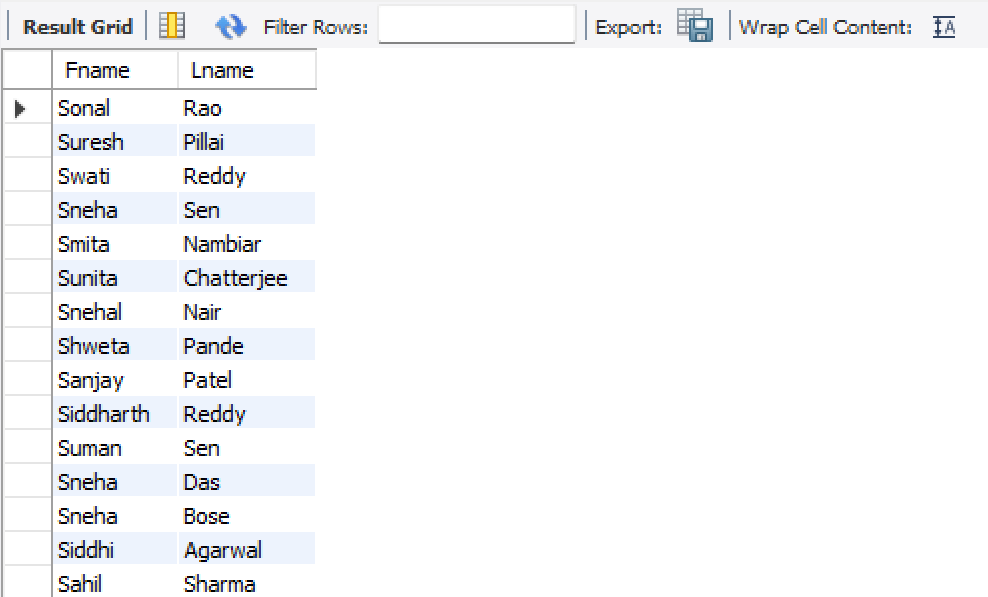 Result Grid Filter Rows: Export: Wrap Cell Content: IA
Fname Lname
Sonal Rao
Suresh Pillai
Swati Reddy
Sneha Sen
Smita Nambiar
Sunita Chatterjee
Snehal Nair
Shweta Pande
Sanjay Patel
Siddharth Reddy
Suman Sen
Sneha Das
Sneha Bose
Siddhi Agarwal
Sahil Sharma